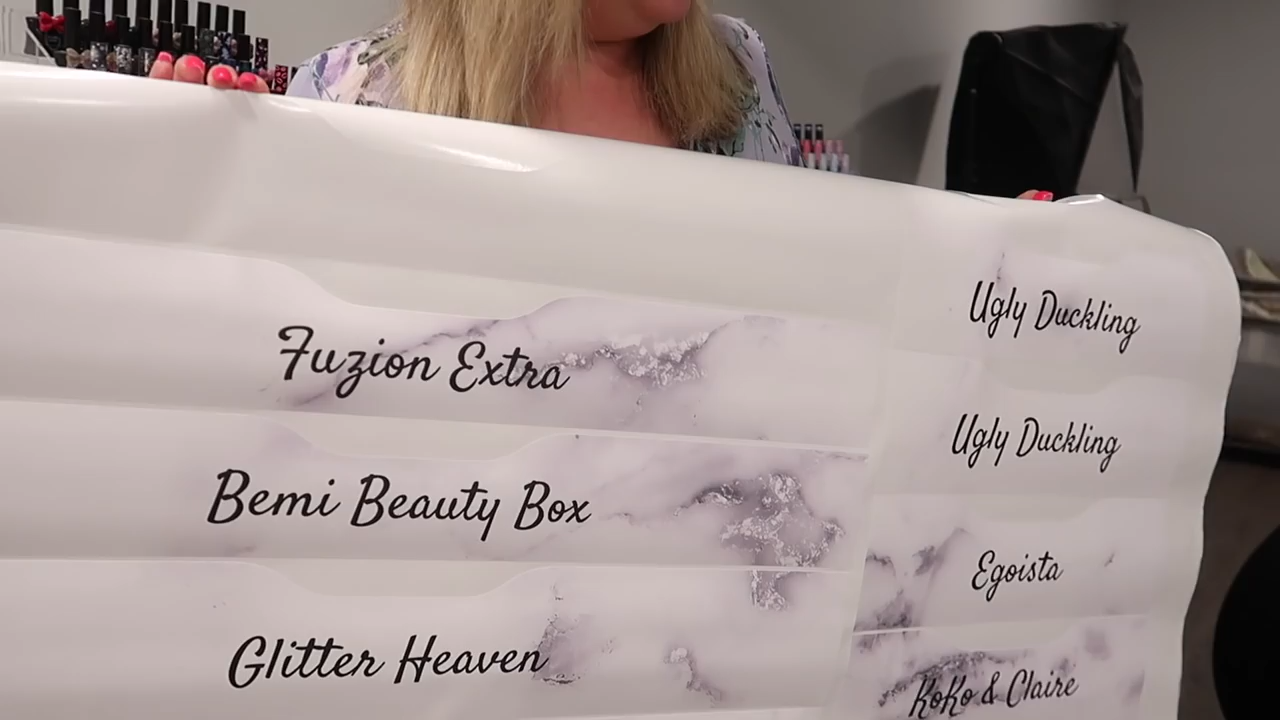 Fuzion Extra
Bemi Beauty Box
Glitter Heaven
Ugly Duckling
Ugly Duckling
Egoista
KoKo & Claire